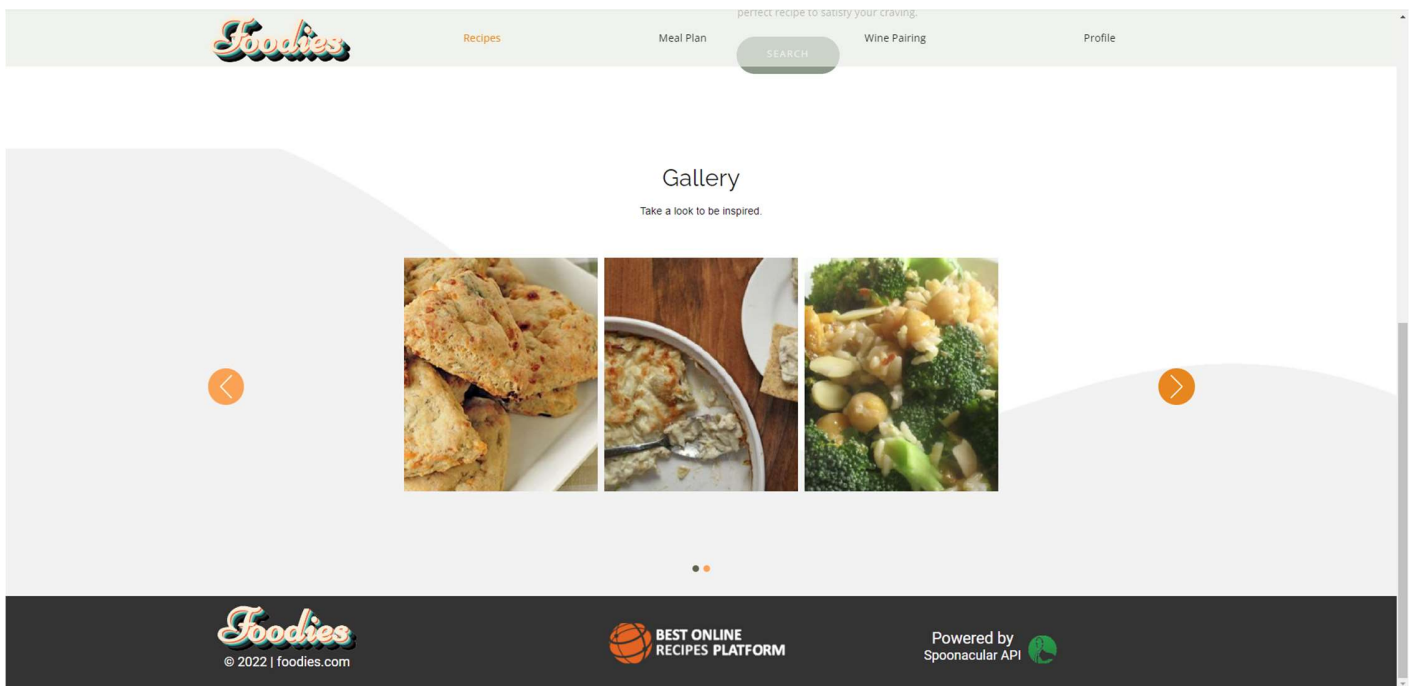 perfect recipe to satisfy your craving.
Foodies
Recipes
Meal Plan
Wine Pairing
Profile
SEARCH
Gallery
Take a look to be inspired.
Foodies
© 2022 | foodies.com
BEST ONLINE
RECIPES PLATFORM
Powered by
Spoonacular API